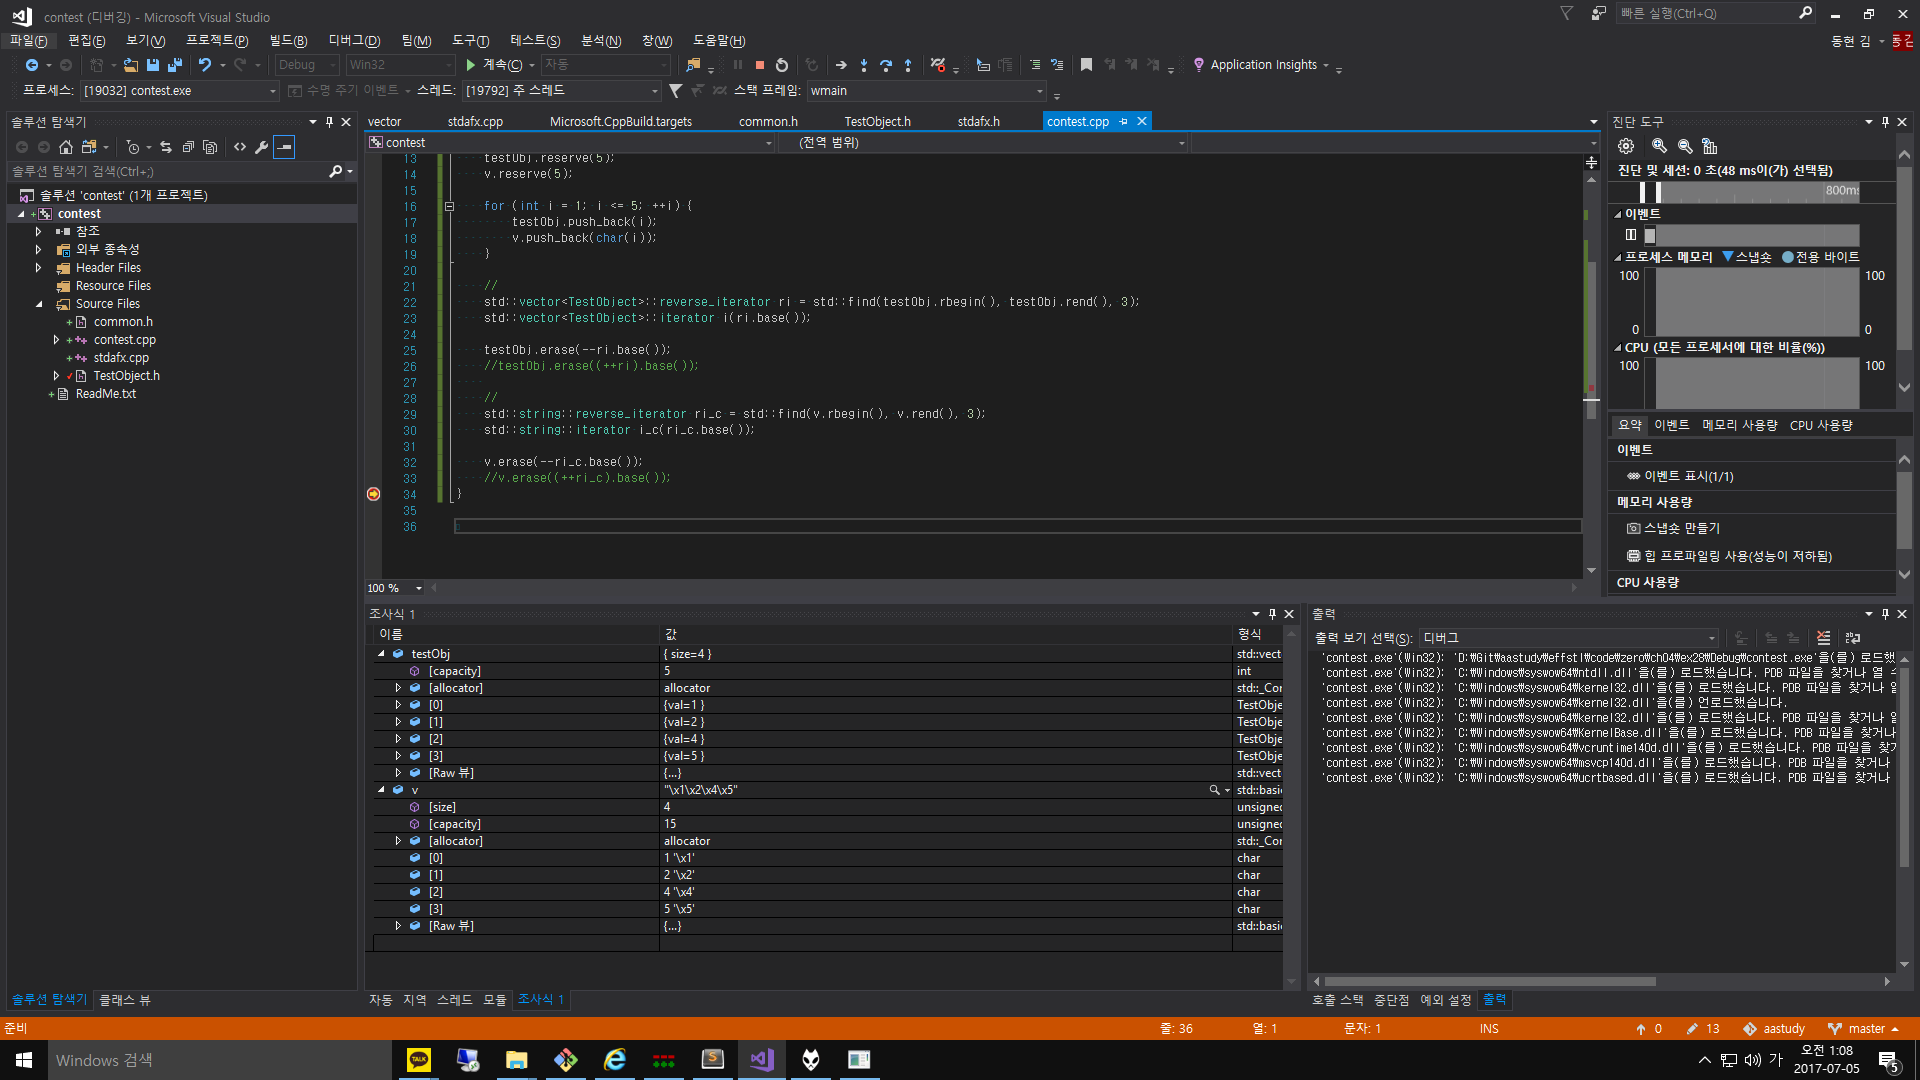 contest (디버깅) - Microsoft Visual Studio
빠른 실행(Ctrl+Q)
파일(F) 편집(E) 보기(V) 프로젝트(P) 빌드(B) 디버그(D) 팀(M) 도구(T) 테스트(S) 분석(N) 창(W) 도움말(H)
동현 김
Debug Win32 계속(C) 자동 Application Insights
프로세스: [19032] contest.exe 수명 주기 이벤트 스레드: [19792] 주 스레드 스택 프레임: wmain
솔루션 탐색기
솔루션 탐색기 검색(Ctrl+;)
솔루션 'contest' (1개 프로젝트)
contest
참조
외부 종속성
Header Files
Resource Files
Source Files
common.h
contest.cpp
stdafx.cpp
TestObject.h
ReadMe.txt
솔루션 탐색기 클래스 뷰
vector stdafx.cpp Microsoft.CppBuild.targets common.h TestObject.h stdafx.h contest.cpp
contest (전역 범위)
13 testObj.reserve(5);
14 v.reserve(5);
15
16 for (int i = 1; i <= 5; ++i) {
17 testObj.push_back(i);
18 v.push_back(char(i));
19 }
20
21 //
22 std::vector<TestObject>::reverse_iterator ri = std::find(testObj.rbegin(), testObj.rend(), 3);
23 std::vector<TestObject>::iterator i(ri.base());
24
25 testObj.erase(--ri.base());
26 //testObj.erase((++ri).base());
27
28 //
29 std::string::reverse_iterator ri_c = std::find(v.rbegin(), v.rend(), 3);
30 std::string::iterator i_c(ri_c.base());
31
32 v.erase(--ri_c.base());
33 //v.erase((++ri_c).base());
34 }
35
36
100 %
진단 도구
진단 및 세션: 0 초(48 ms이(가) 선택됨)
800ms
이벤트
프로세스 메모리 스냅숏 전용 바이트
100 100
0 0
CPU (모든 프로세서에 대한 비율(%))
100 100
요약 이벤트 메모리 사용량 CPU 사용량
이벤트
이벤트 표시(1/1)
메모리 사용량
스냅숏 만들기
힙 프로파일링 사용(성능이 저하됨)
CPU 사용량
조사식 1
이름 값 형식
testObj { size=4 } std::vect
[capacity] 5 int
[allocator] allocator std::_Cor
[0] {val=1 } TestObje
[1] {val=2 } TestObje
[2] {val=4 } TestObje
[3] {val=5 } TestObje
[Raw 뷰] {...} std::vect
v "\x1\x2\x4\x5" std::basic
[size] 4 unsigned
[capacity] 15 unsigned
[allocator] allocator std::_Cor
[0] 1 '\x1' char
[1] 2 '\x2' char
[2] 4 '\x4' char
[3] 5 '\x5' char
[Raw 뷰] {...} std::basic
자동 지역 스레드 모듈 조사식 1
출력
출력 보기 선택(S): 디버그
'contest.exe'(Win32): 'D:₩Git₩aastudy₩effstl₩code₩zero₩ch04₩ex28₩Debug₩contest.exe'을(를) 로드했
'contest.exe'(Win32): 'C:₩Windows₩syswow64₩ntdll.dll'을(를) 로드했습니다. PDB 파일을 찾거나 열 수
'contest.exe'(Win32): 'C:₩Windows₩syswow64₩kernel32.dll'을(를) 로드했습니다. PDB 파일을 찾거나 열
'contest.exe'(Win32): 'C:₩Windows₩syswow64₩kernel32.dll'을(를) 언로드했습니다.
'contest.exe'(Win32): 'C:₩Windows₩syswow64₩kernel32.dll'을(를) 로드했습니다. PDB 파일을 찾거나 열
'contest.exe'(Win32): 'C:₩Windows₩syswow64₩KernelBase.dll'을(를) 로드했습니다. PDB 파일을 찾거나
'contest.exe'(Win32): 'C:₩Windows₩syswow64₩vcruntime140d.dll'을(를) 로드했습니다. PDB 파일을 찾거
'contest.exe'(Win32): 'C:₩Windows₩syswow64₩msvcp140d.dll'을(를) 로드했습니다. PDB 파일을 찾거나
'contest.exe'(Win32): 'C:₩Windows₩syswow64₩ucrtbased.dll'을(를) 로드했습니다. PDB 파일을 찾거나
호출 스택 중단점 예외 설정 출력
준비 줄: 36 열: 1 문자: 1 INS 0 13 aastudy master
Windows 검색
TALK
가
오전 1:08
2017-07-05
5